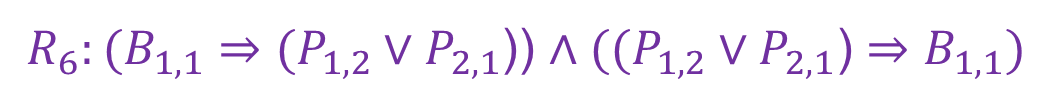 R₆: (B₁,₁ ⇒ (P₁,₂ ∨ P₂,₁)) ∧ ((P₁,₂ ∨ P₂,₁) ⇒ B₁,₁)